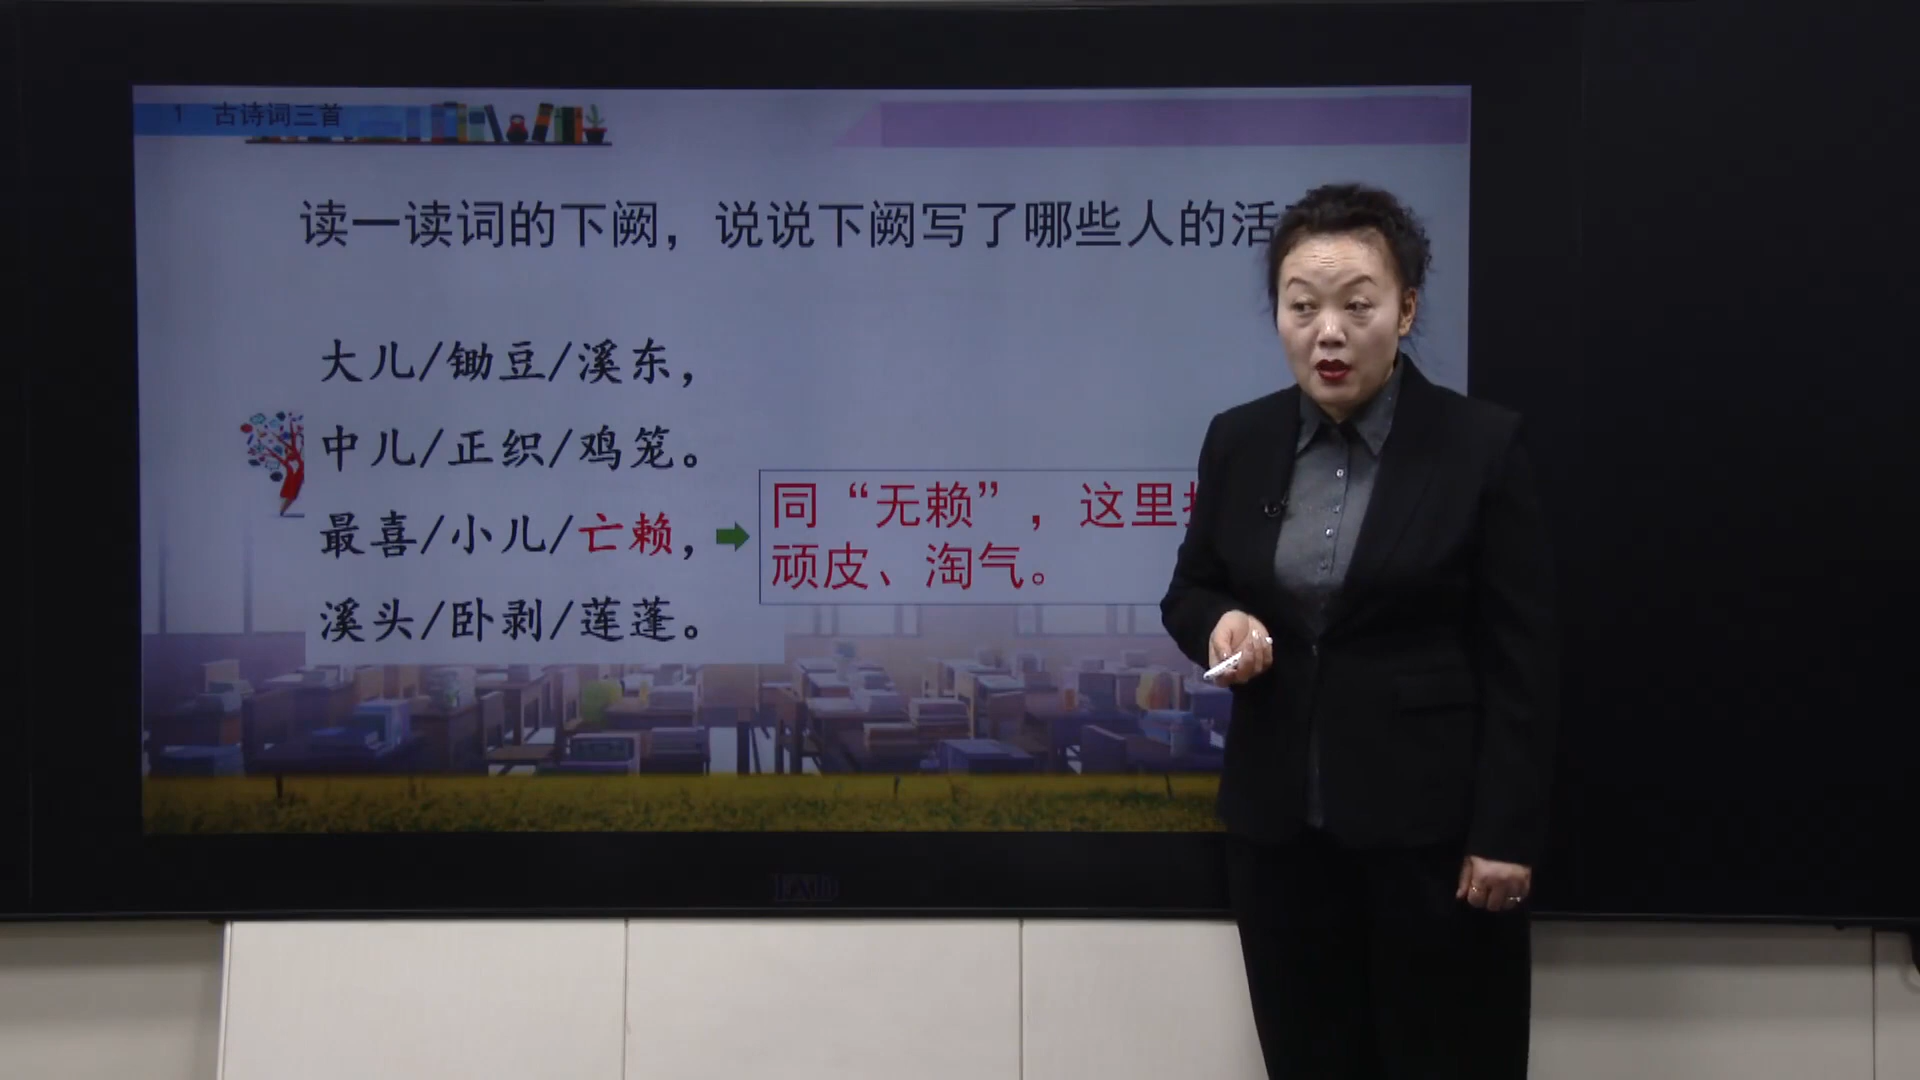 1 古诗词三首
读一读词的下阙，说说下阙写了哪些人的活
大儿/锄豆/溪东，
中儿/正织/鸡笼。
最喜/小儿/亡赖，
同“无赖”，这里
顽皮、淘气。
溪头/卧剥/莲蓬。